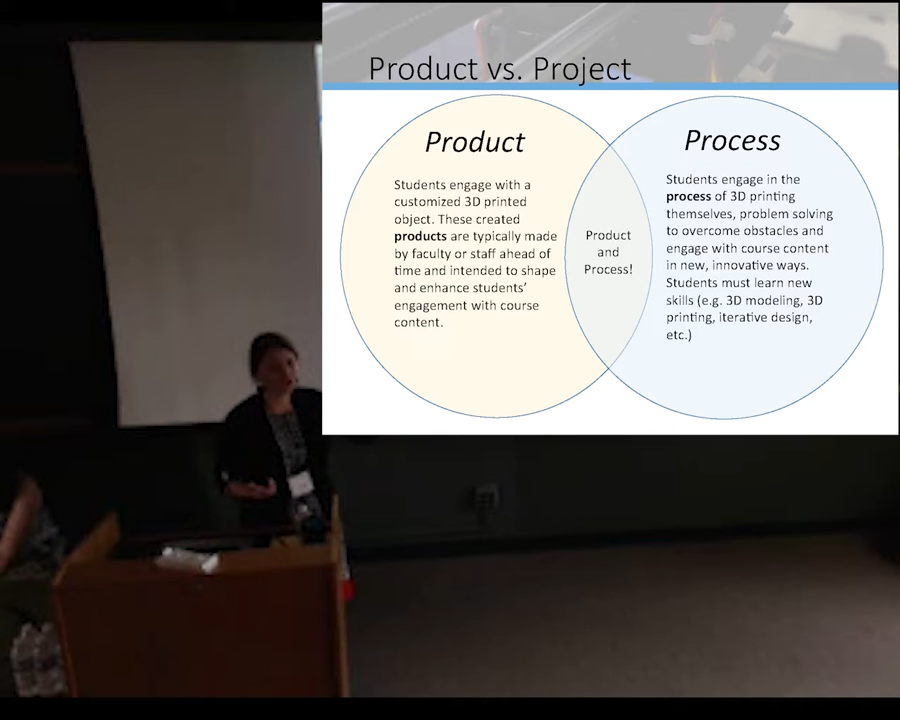 Product vs. Project
Product
Students engage with a
customized 3D printed
object. These created
products are typically made
by faculty or staff ahead of
time and intended to shape
and enhance students’
engagement with course
content.
Product
and
Process!
Process
Students engage in the
process of 3D printing
themselves, problem solving
to overcome obstacles and
engage with course content
in new, innovative ways.
Students must learn new
skills (e.g. 3D modeling, 3D
printing, iterative design,
etc.)